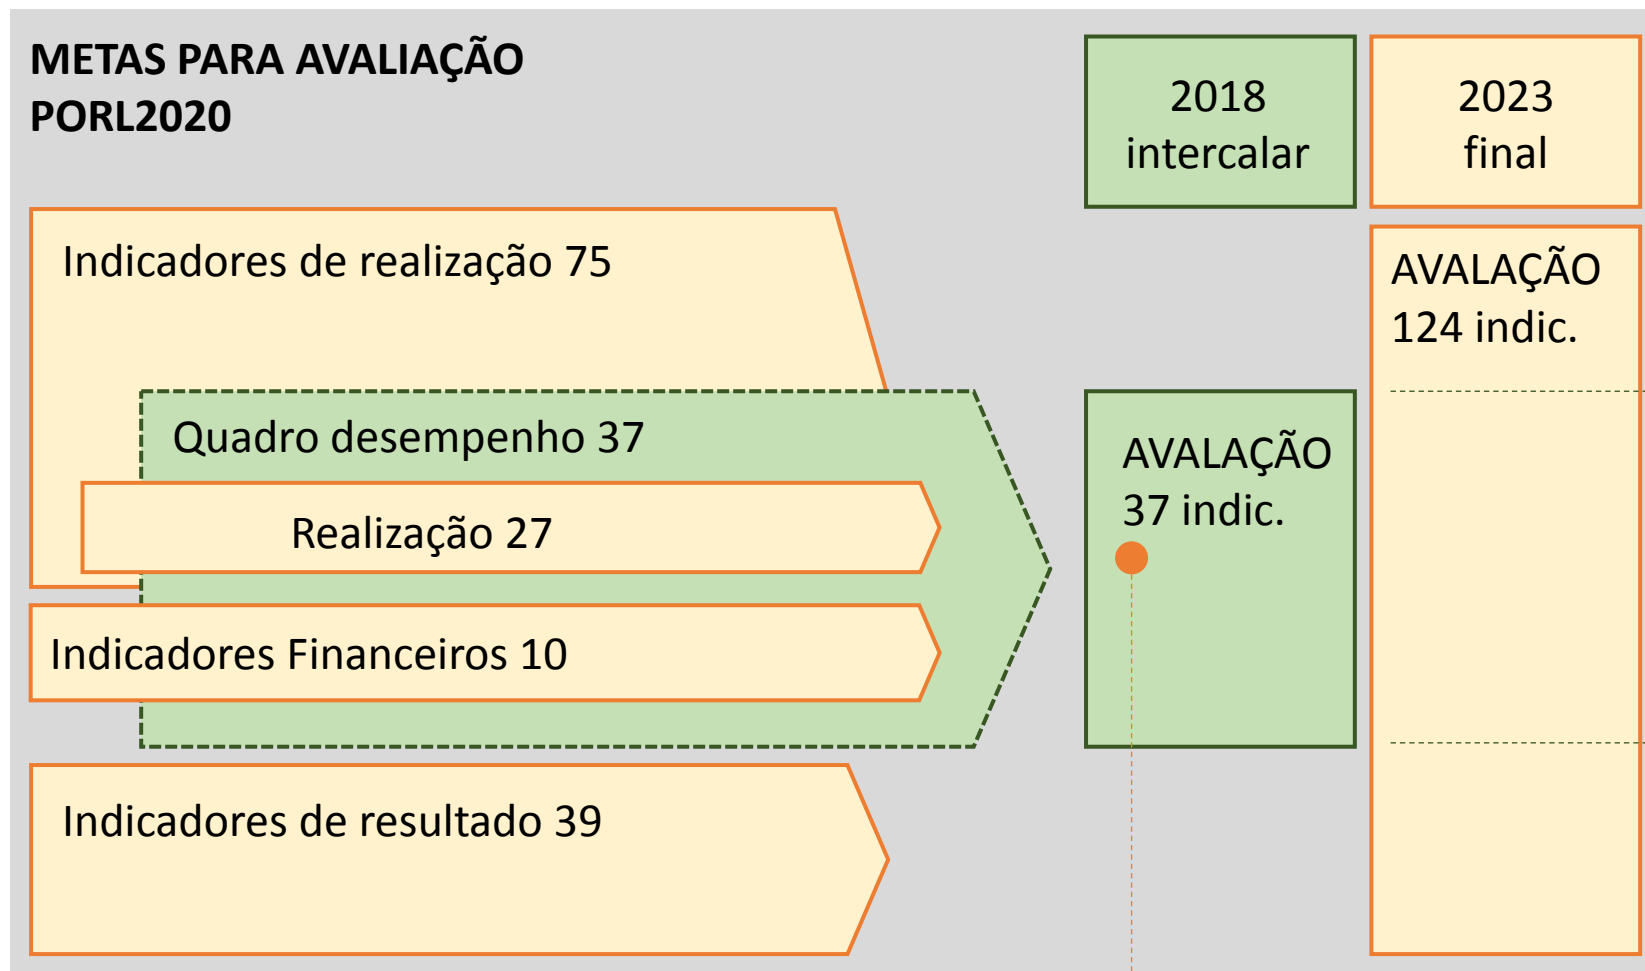 METAS PARA AVALIAÇÃO
PORL2020
2018
intercalar
2023
final
Indicadores de realização 75
AVALAÇÃO
124 indic.
Quadro desempenho 37
AVALAÇÃO
37 indic.
Realização 27
Indicadores Financeiros 10
Indicadores de resultado 39